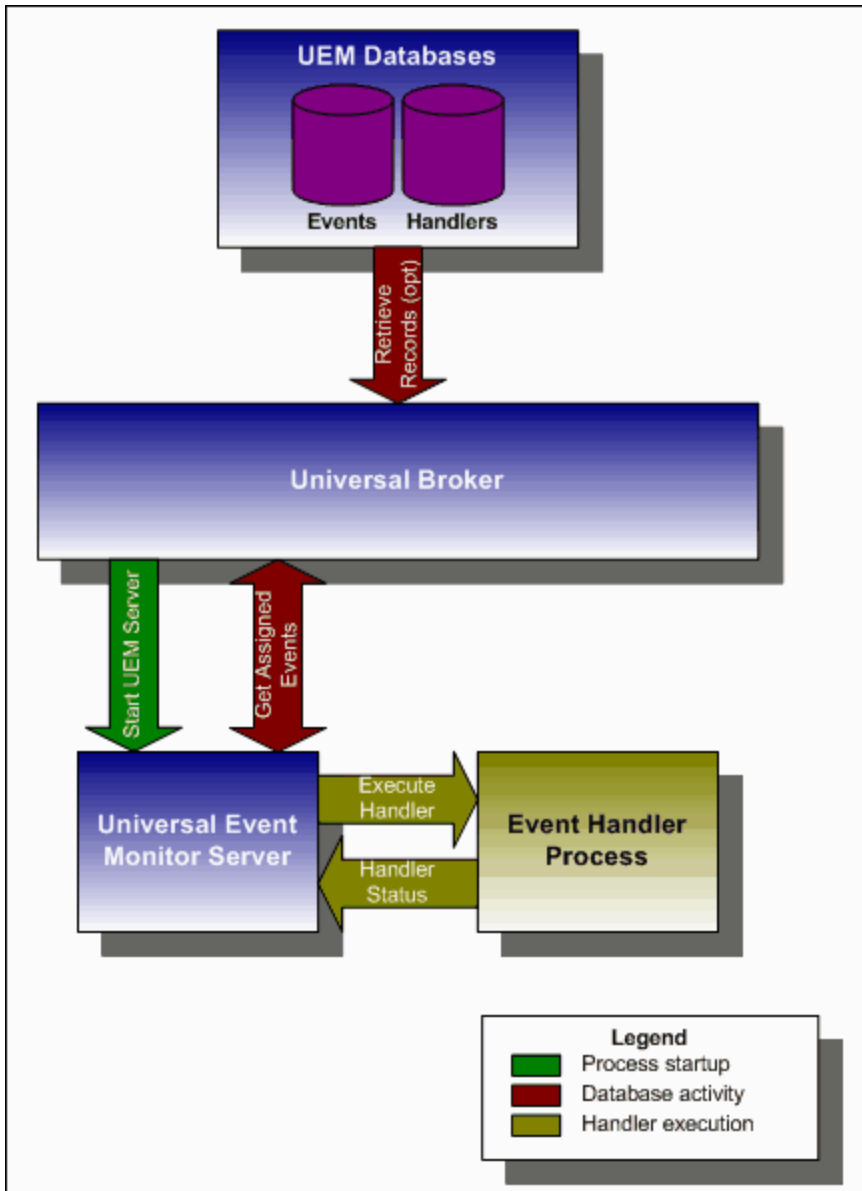 UEM Databases
Events
Handlers
Retrieve
Records (opt)
Universal Broker
Start UEM Server
Get Assigned
Events
Universal Event
Monitor Server
Execute
Handler
Handler
Status
Event Handler
Process
Legend
Process startup
Database activity
Handler execution